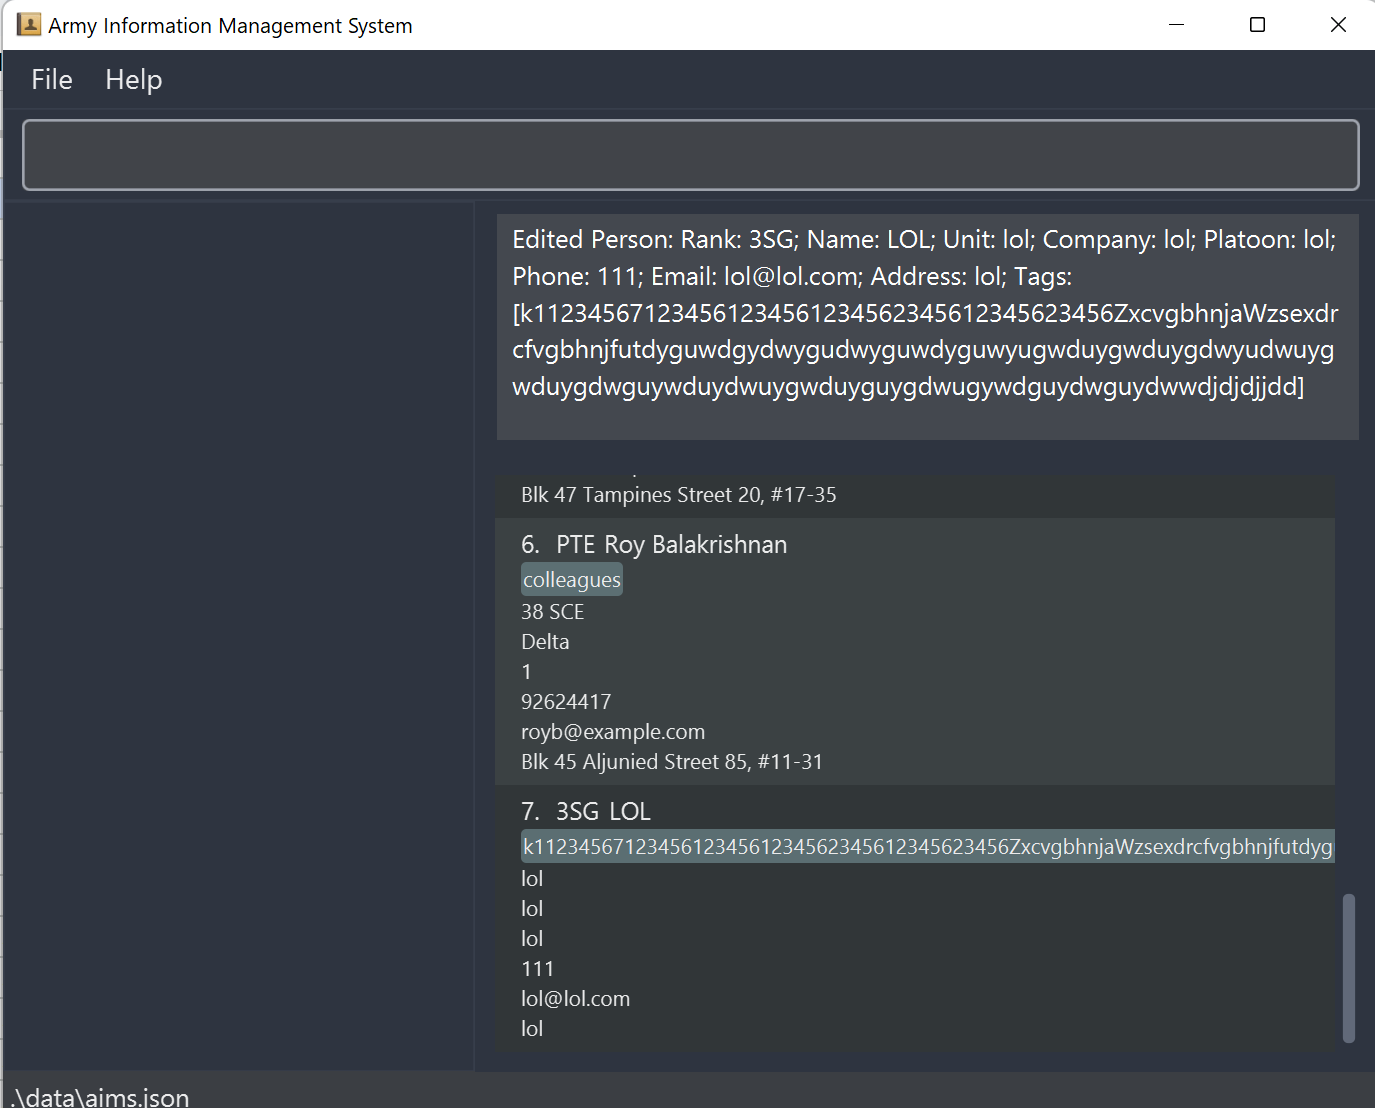 Army Information Management System
File Help
Edited Person: Rank: 3SG; Name: LOL; Unit: lol; Company: lol; Platoon: lol;
Phone: 111; Email: lol@lol.com; Address: lol; Tags:
[k112345671234561234561234562345612345623456ZxcvgbhnjaWzsexdr
cfvgbhnjfutdyguwdgydwygudwyguwdyguwyugwduygwduygdwyudwuyg
wduygdwguywduydwuygwduyguygdwugywdguydwguydwwdjdjdjjdd]
Blk 47 Tampines Street 20, #17-35
6. PTE Roy Balakrishnan
colleagues
38 SCE
Delta
1
92624417
royb@example.com
Blk 45 Aljunied Street 85, #11-31
7. 3SG LOL
k112345671234561234561234562345612345623456ZxcvgbhnjaWzsexdrcfvgbhnjfutdyg
lol
lol
lol
111
lol@lol.com
lol
.\data\aims.json